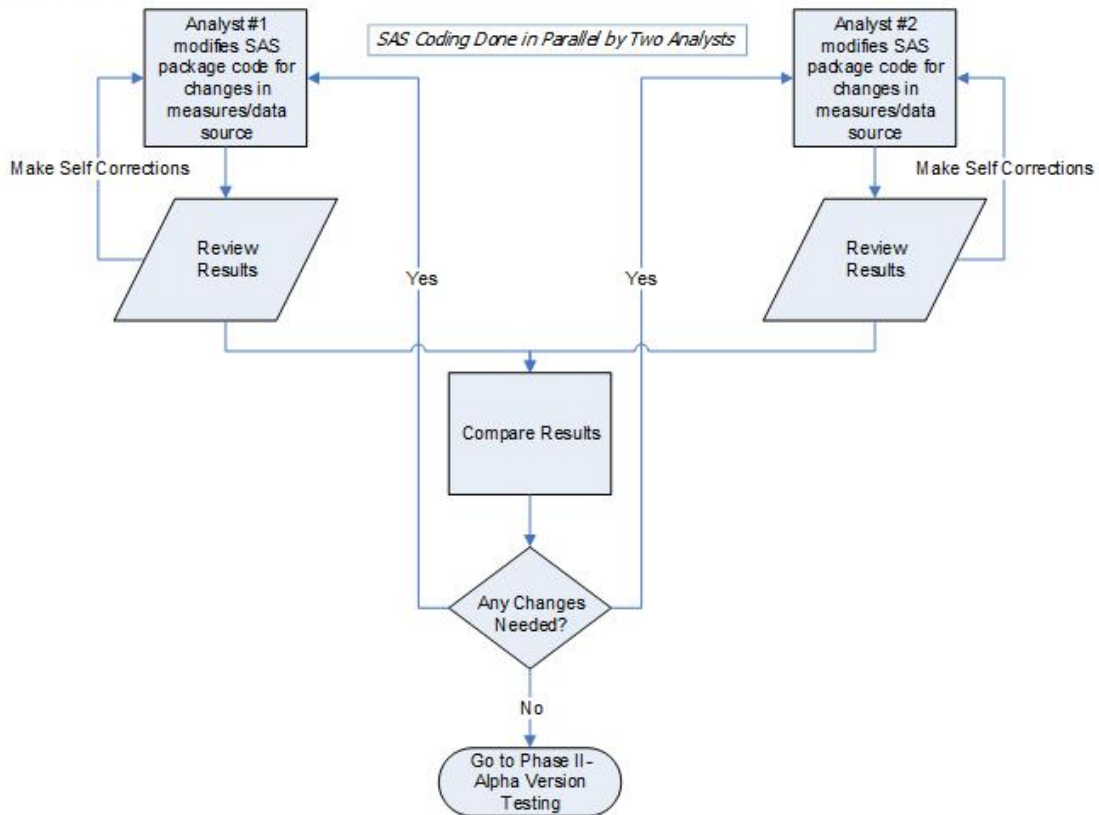 Analyst #1
modifies SAS
package code for
changes in
measures/data
source
SAS Coding Done in Parallel by Two Analysts
Analyst #2
modifies SAS
package code for
changes in
measures/data
source
Make Self Corrections
Make Self Corrections
Review
Results
Review
Results
Yes
Yes
Compare Results
Any Changes
Needed?
No
Go to Phase II-
Alpha Version
Testing